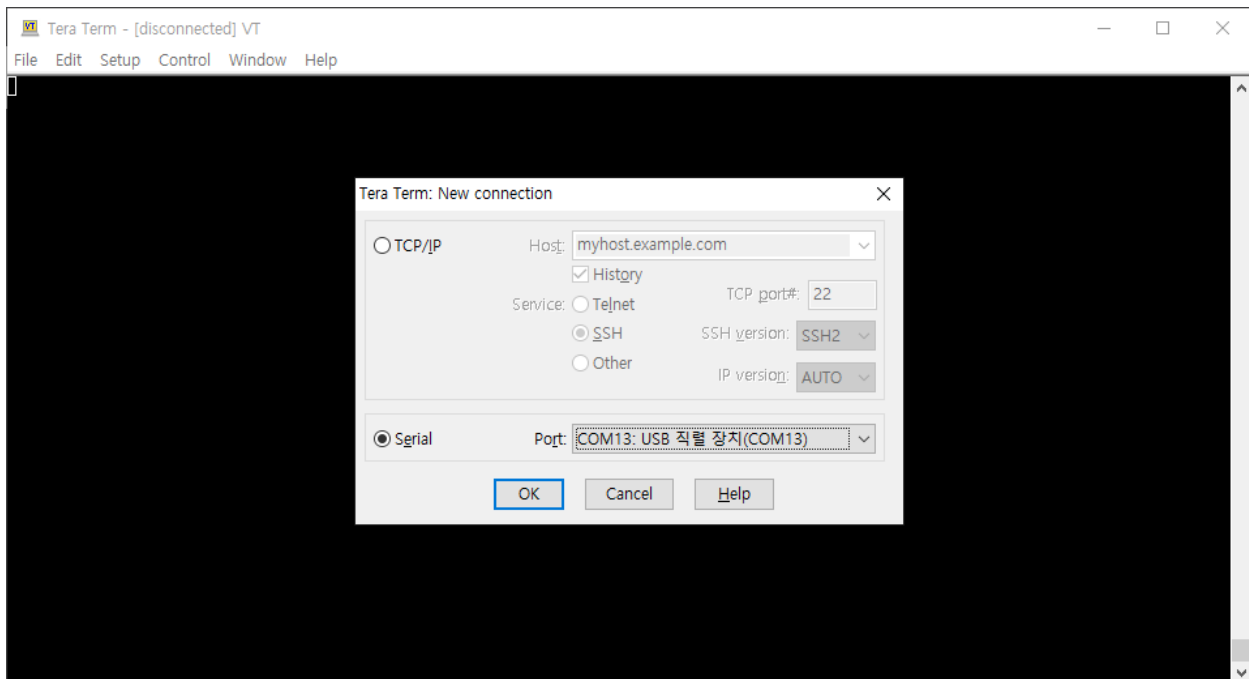 VT Tera Term - [disconnected] VT
File Edit Setup Control Window Help
Tera Term: New connection
TCP/IP Host: myhost.example.com
History
Service: Telnet TCP port#: 22
SSH SSH version: SSH2
Other IP version: AUTO
Serial Port: COM13: USB 직렬 장치(COM13)
OK Cancel Help